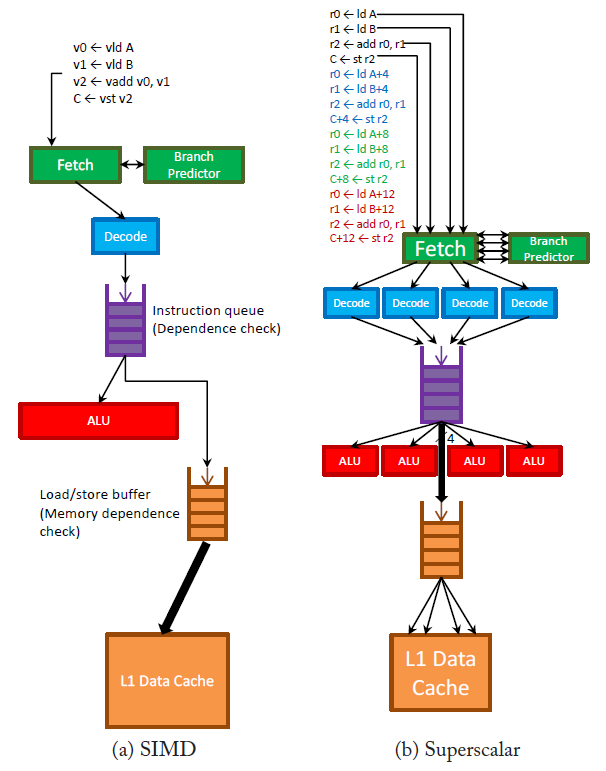 v0 ← vld A
v1 ← vld B
v2 ← vadd v0, v1
C ← vst v2
Fetch
Branch
Predictor
Decode
Instruction queue
(Dependence check)
ALU
Load/store buffer
(Memory dependence
check)
L1 Data Cache
(a) SIMD
r0 ← ld A
r1 ← ld B
r2 ← add r0, r1
C ← st r2
r0 ← ld A+4
r1 ← ld B+4
r2 ← add r0, r1
C+4 ← st r2
r0 ← ld A+8
r1 ← ld B+8
r2 ← add r0, r1
C+8 ← st r2
r0 ← ld A+12
r1 ← ld B+12
r2 ← add r0, r1
C+12 ← st r2
Fetch
Branch
Predictor
Decode Decode Decode Decode
4
ALU ALU ALU ALU
L1 Data
Cache
(b) Superscalar